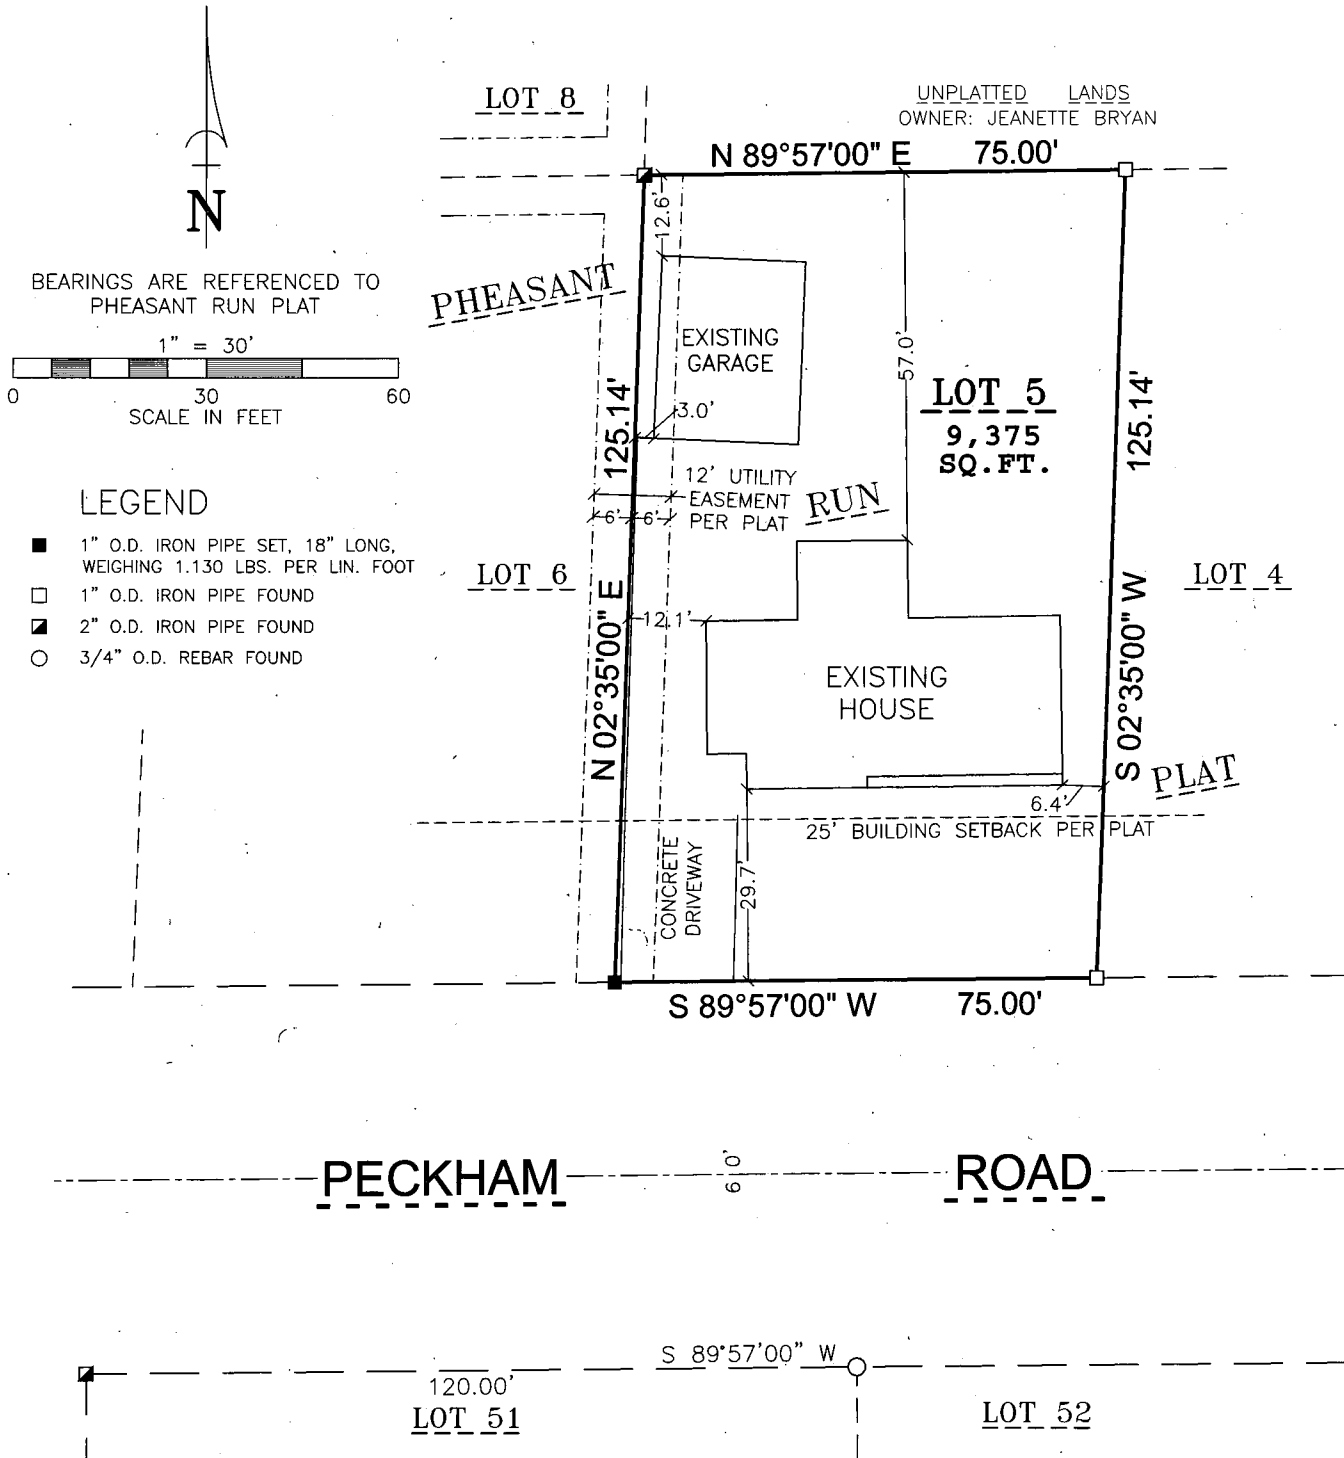 LOT 8
UNPLATTED LANDS
OWNER: JEANETTE BRYAN
N 89°57'00" E 75.00'
N
BEARINGS ARE REFERENCED TO
PHEASANT RUN PLAT
1" = 30'
0 30 60
SCALE IN FEET
LEGEND
1" O.D. IRON PIPE SET, 18" LONG,
WEIGHING 1.130 LBS. PER LIN. FOOT
1" O.D. IRON PIPE FOUND
2" O.D. IRON PIPE FOUND
3/4" O.D. REBAR FOUND
12.6'
PHEASANT
EXISTING
GARAGE
57.0'
LOT 5
9,375
SQ.FT.
3.0'
125.14'
125.14'
12' UTILITY
EASEMENT
PER PLAT
RUN
6' 6'
LOT 6
LOT 4
12.1'
N 02°35'00" E
S 02°35'00" W
EXISTING
HOUSE
PLAT
6.4'
25' BUILDING SETBACK PER PLAT
CONCRETE
DRIVEWAY
29.7'
S 89°57'00" W 75.00'
PECKHAM ROAD
60'
S 89°57'00" W
120.00'
LOT 51
LOT 52